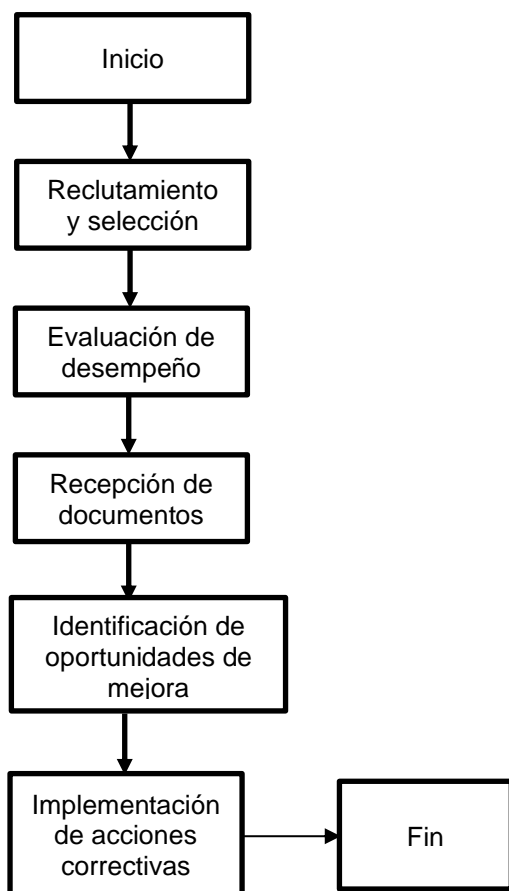 Inicio
Reclutamiento
y selección
Evaluación de
desempeño
Recepción de
documentos
Identificación de
oportunidades de
mejora
Implementación
de acciones
correctivas
Fin